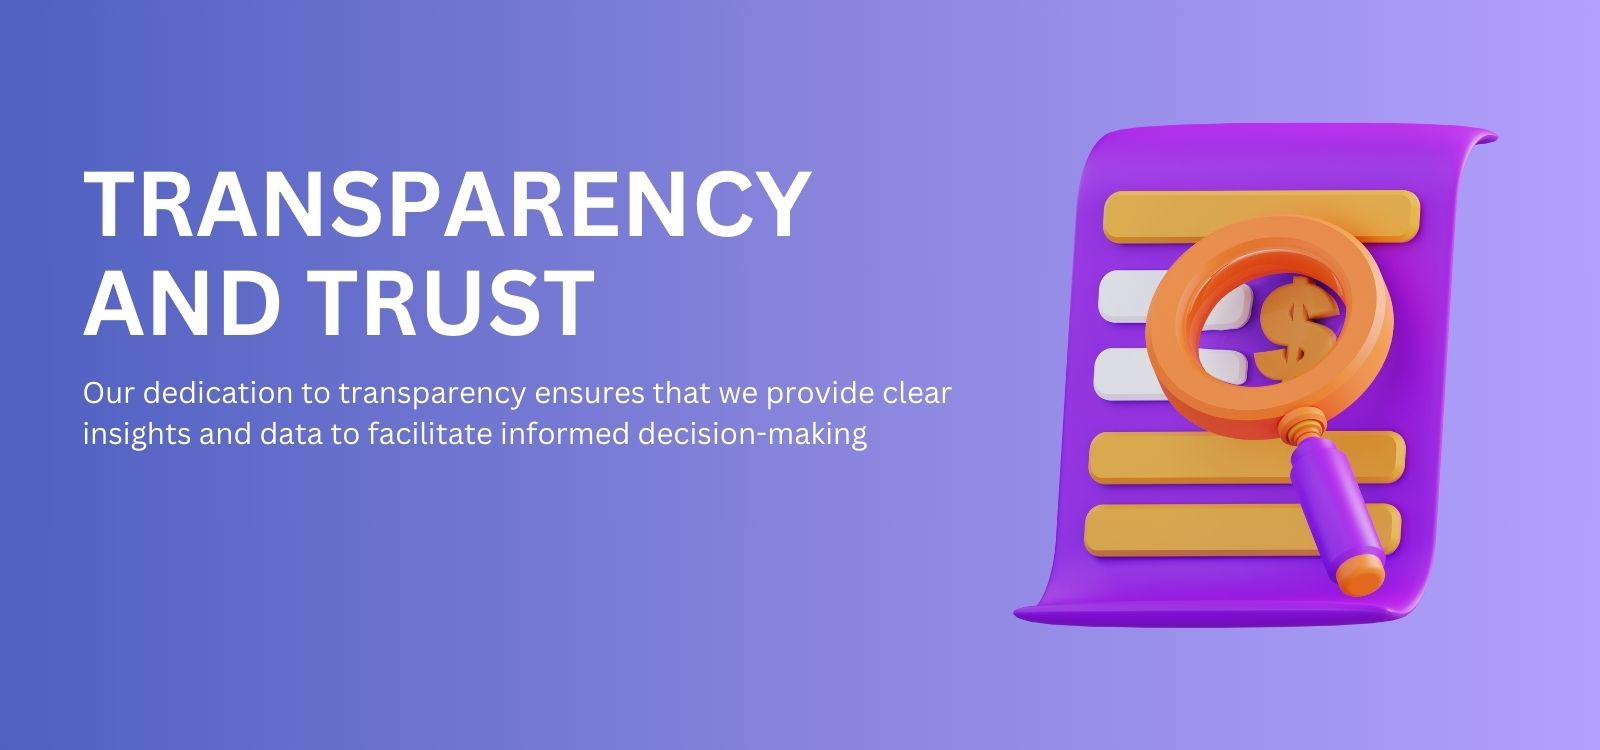 TRANSPARENCY
AND TRUST
Our dedication to transparency ensures that we provide clear
insights and data to facilitate informed decision-making
$